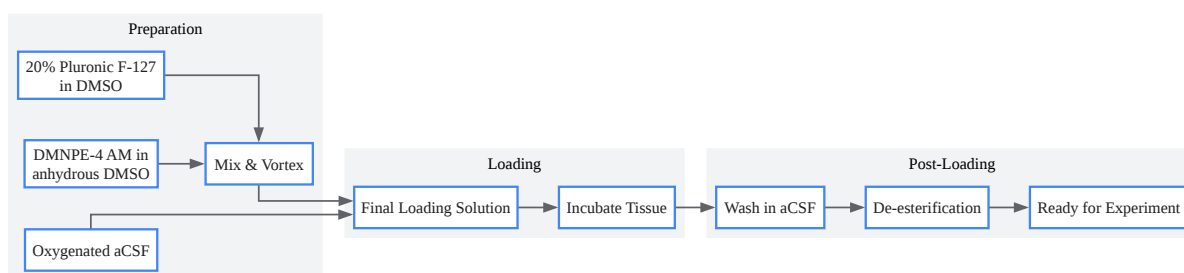 Preparation
20% Pluronic F-127
in DMSO
DMNPE-4 AM in
anhydrous DMSO
Mix & Vortex
Oxygenated aCSF
Loading
Final Loading Solution
Incubate Tissue
Post-Loading
Wash in aCSF
De-esterification
Ready for Experiment